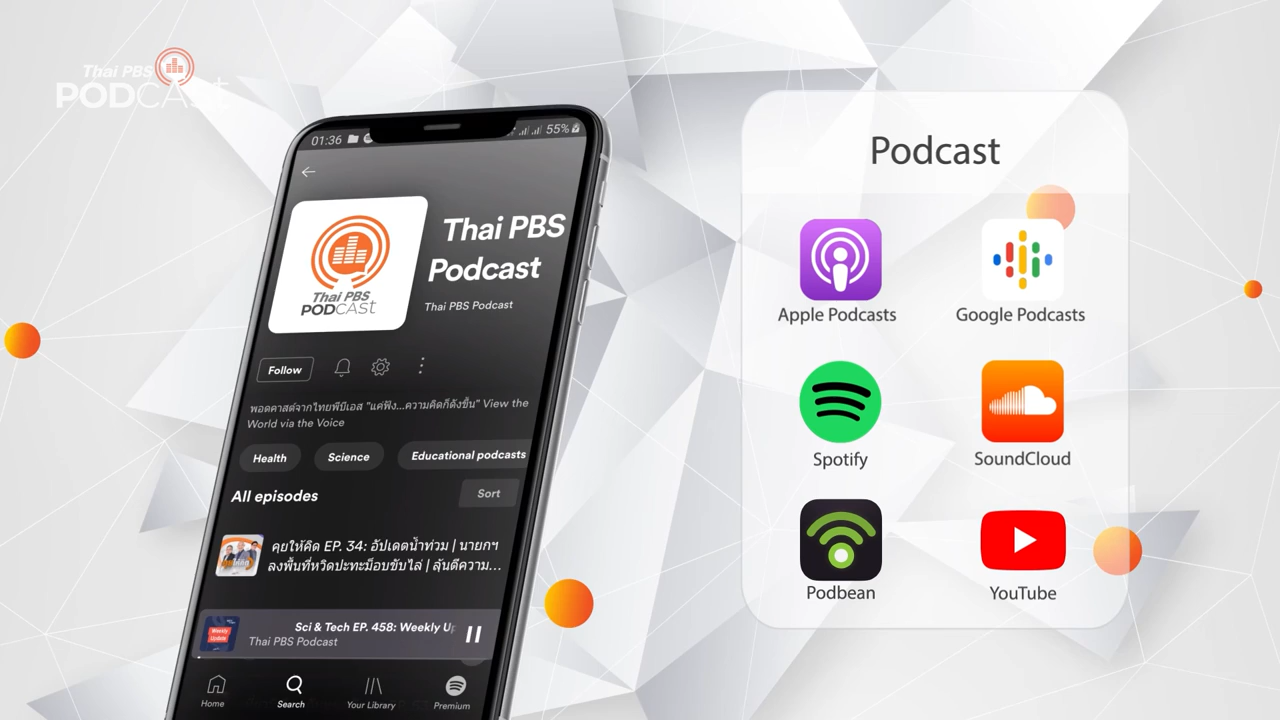 Thai PBS
PODCAST
01:36
55%
Thai PBS
PODCAST
Thai PBS
Podcast
Thai PBS Podcast
Follow
พอดคาสต์จากไทยพีบีเอส "แค่ฟัง...ความคิดก็ดังขึ้น" View the
World via the Voice
Health
Science
Educational podcasts
All episodes
Sort
คุยให้คิด EP. 34: อัปเดตน้ำท่วม | นายกฯ
ลงพื้นที่หวิดปะทะม็อบขับไล่ | ลุ้นตีความ...
Weekly
Update
Sci & Tech EP. 458: Weekly Up
Thai PBS Podcast
Home
Search
Your Library
Premium
Podcast
Apple Podcasts
Google Podcasts
Spotify
SoundCloud
Podbean
YouTube